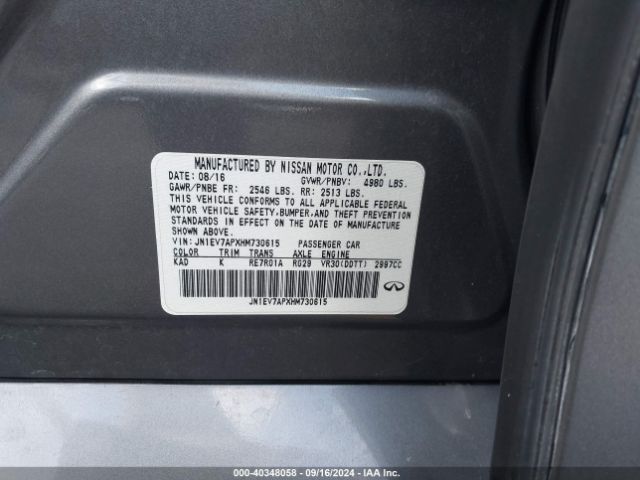 MANUFACTURED BY NISSAN MOTOR CO.,LTD.
DATE: 08/16 GVWR/PNBV: 4980 LBS.
GAWR/PNBE FR: 2546 LBS. RR: 2513 LBS.
THIS VEHICLE CONFORMS TO ALL APPLICABLE FEDERAL
MOTOR VEHICLE SAFETY,BUMPER,AND THEFT PREVENTION
STANDARDS IN EFFECT ON THE DATE OF MANUFACTURE
SHOWN ABOVE.
VIN: JN1EV7APXHM730615 PASSENGER CAR
COLOR TRIM TRANS AXLE ENGINE
KAD K RE7R01A RG29 VR30(DDTT) 2997CC
JN1EV7APXHM730615
000-40348058 - 09/16/2024 - IAA Inc.